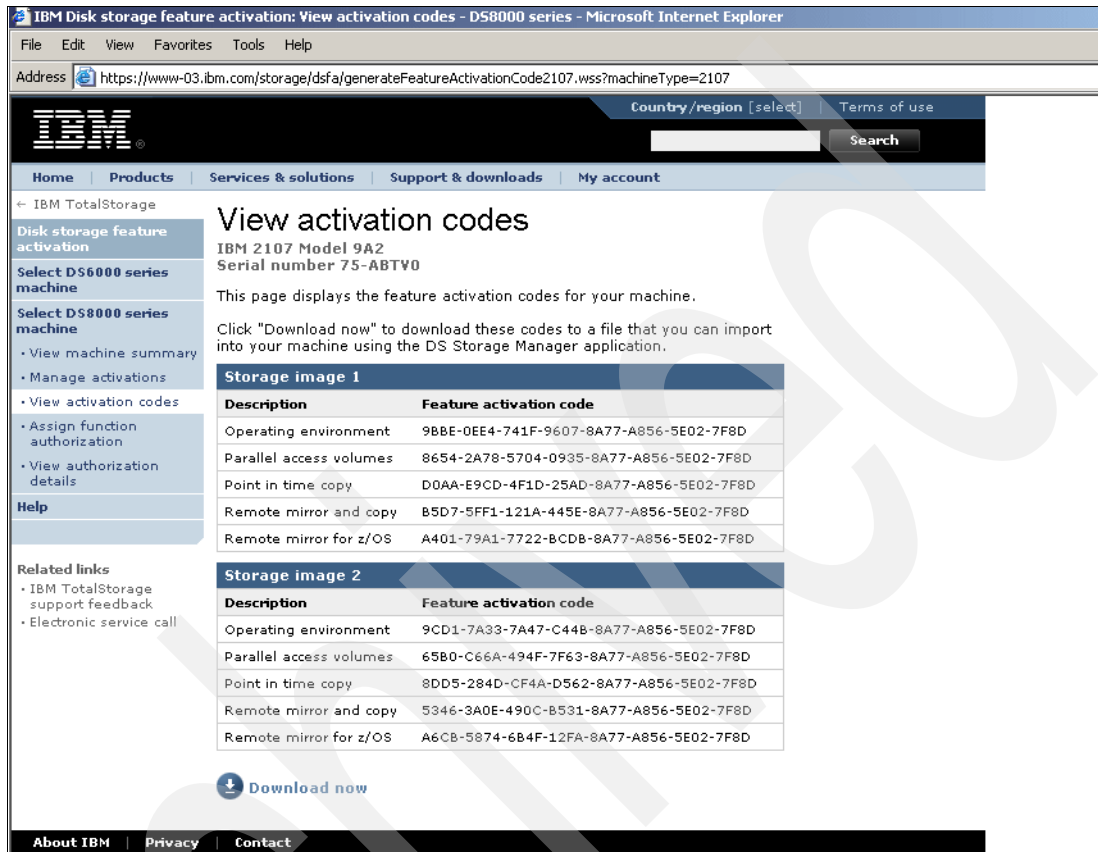 IBM Disk storage feature activation: View activation codes - DS8000 series - Microsoft Internet Explorer
File Edit View Favorites Tools Help
Address https://www-03.ibm.com/storage/dsfa/generateFeatureActivationCode2107.wss?machineType=2107
Country/region [select] | Terms of use
IBM®
Search
Home | Products | Services & solutions | Support & downloads | My account
← IBM TotalStorage
Disk storage feature
activation
Select DS6000 series
machine
Select DS8000 series
machine
• View machine summary
• Manage activations
• View activation codes
• Assign function
authorization
• View authorization
details
Help
Related links
• IBM TotalStorage
support feedback
• Electronic service call
View activation codes
IBM 2107 Model 9A2
Serial number 75-ABTV0
This page displays the feature activation codes for your machine.
Click "Download now" to download these codes to a file that you can import
into your machine using the DS Storage Manager application.
Storage image 1
Description Feature activation code
Operating environment 9BBE-0EE4-741F-9607-8A77-A856-5E02-7F8D
Parallel access volumes 8654-2A78-5704-0935-8A77-A856-5E02-7F8D
Point in time copy D0AA-E9CD-4F1D-25AD-8A77-A856-5E02-7F8D
Remote mirror and copy B5D7-5FF1-121A-445E-8A77-A856-5E02-7F8D
Remote mirror for z/OS A401-79A1-7722-BCDB-8A77-A856-5E02-7F8D
Storage image 2
Description Feature activation code
Operating environment 9CD1-7A33-7A47-C44B-8A77-A856-5E02-7F8D
Parallel access volumes 65B0-C66A-494F-7F63-8A77-A856-5E02-7F8D
Point in time copy 8DD5-284D-CF4A-D562-8A77-A856-5E02-7F8D
Remote mirror and copy 5346-3A0E-490C-B531-8A77-A856-5E02-7F8D
Remote mirror for z/OS A6CB-5874-6B4F-12FA-8A77-A856-5E02-7F8D
Download now
About IBM | Privacy | Contact